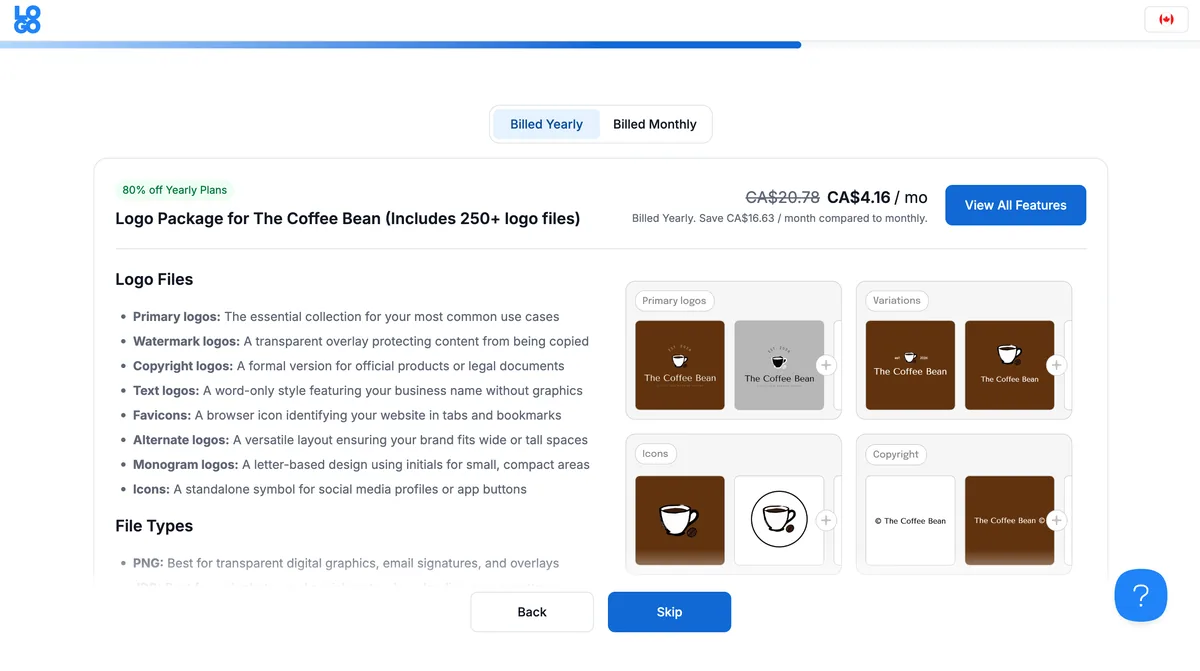 LOGO
Billed Yearly Billed Monthly
80% off Yearly Plans
Logo Package for The Coffee Bean (Includes 250+ logo files)
CA$20.78 CA$4.16 / mo
Billed Yearly. Save CA$16.63 / month compared to monthly.
View All Features
Logo Files
• Primary logos: The essential collection for your most common use cases
• Watermark logos: A transparent overlay protecting content from being copied
• Copyright logos: A formal version for official products or legal documents
• Text logos: A word-only style featuring your business name without graphics
• Favicons: A browser icon identifying your website in tabs and bookmarks
• Alternate logos: A versatile layout ensuring your brand fits wide or tall spaces
• Monogram logos: A letter-based design using initials for small, compact areas
• Icons: A standalone symbol for social media profiles or app buttons
File Types
• PNG: Best for transparent digital graphics, email signatures, and overlays
Primary logos
The Coffee Bean
The Coffee Bean
Variations
The Coffee Bean
The Coffee Bean
Icons
Copyright
© The Coffee Bean
The Coffee Bean ©
Back
Skip
?